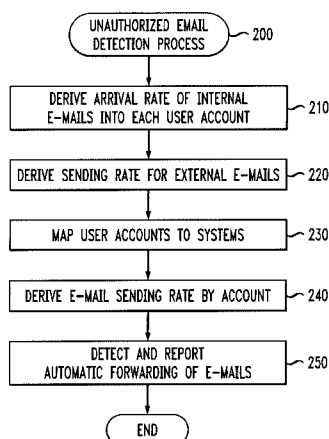 UNAUTHORIZED EMAIL
DETECTION PROCESS
200
DERIVE ARRIVAL RATE OF INTERNAL
E-MAILS INTO EACH USER ACCOUNT
210
DERIVE SENDING RATE FOR EXTERNAL E-MAILS
220
MAP USER ACCOUNTS TO SYSTEMS
230
DERIVE E-MAIL SENDING RATE BY ACCOUNT
240
DETECT AND REPORT
AUTOMATIC FORWARDING OF E-MAILS
250
END